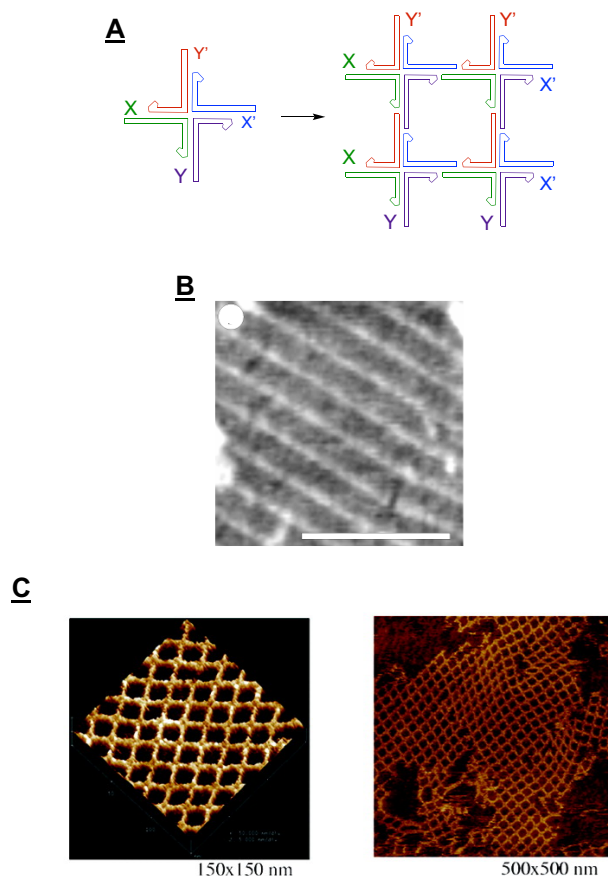 A
Y' Y' Y'
X X X'
X X' X'
Y Y Y
B
C
150x150 nm
500x500 nm